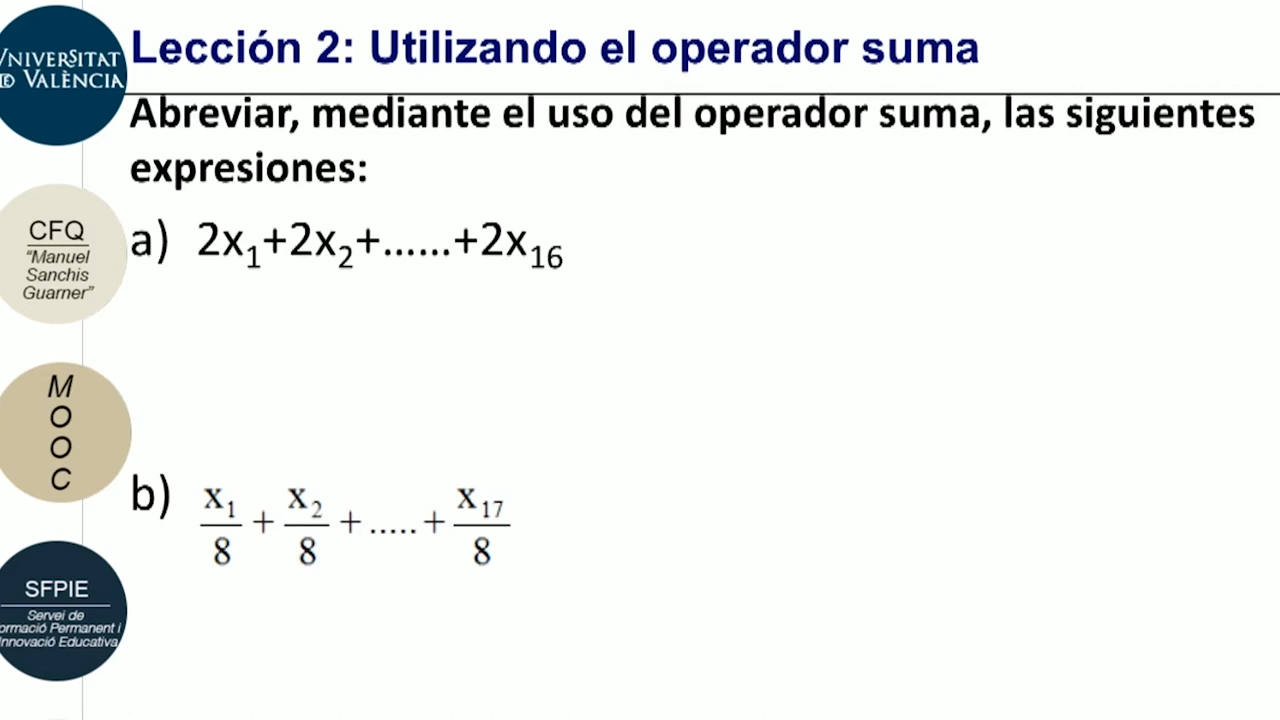 Lección 2: Utilizando el operador suma
VNIVERSITAT
DE VALÈNCIA
Abreviar, mediante el uso del operador suma, las siguientes
expresiones:
CFQ
“Manuel
Sanchis
Guarner”
a) 2x₁+2x₂+......+2x₁₆
M
O
O
C
b) x₁/8 + x₂/8 + ..... + x₁₇/8
SFPIE
Servei de
ormació Permanent i
Innovació Educativa